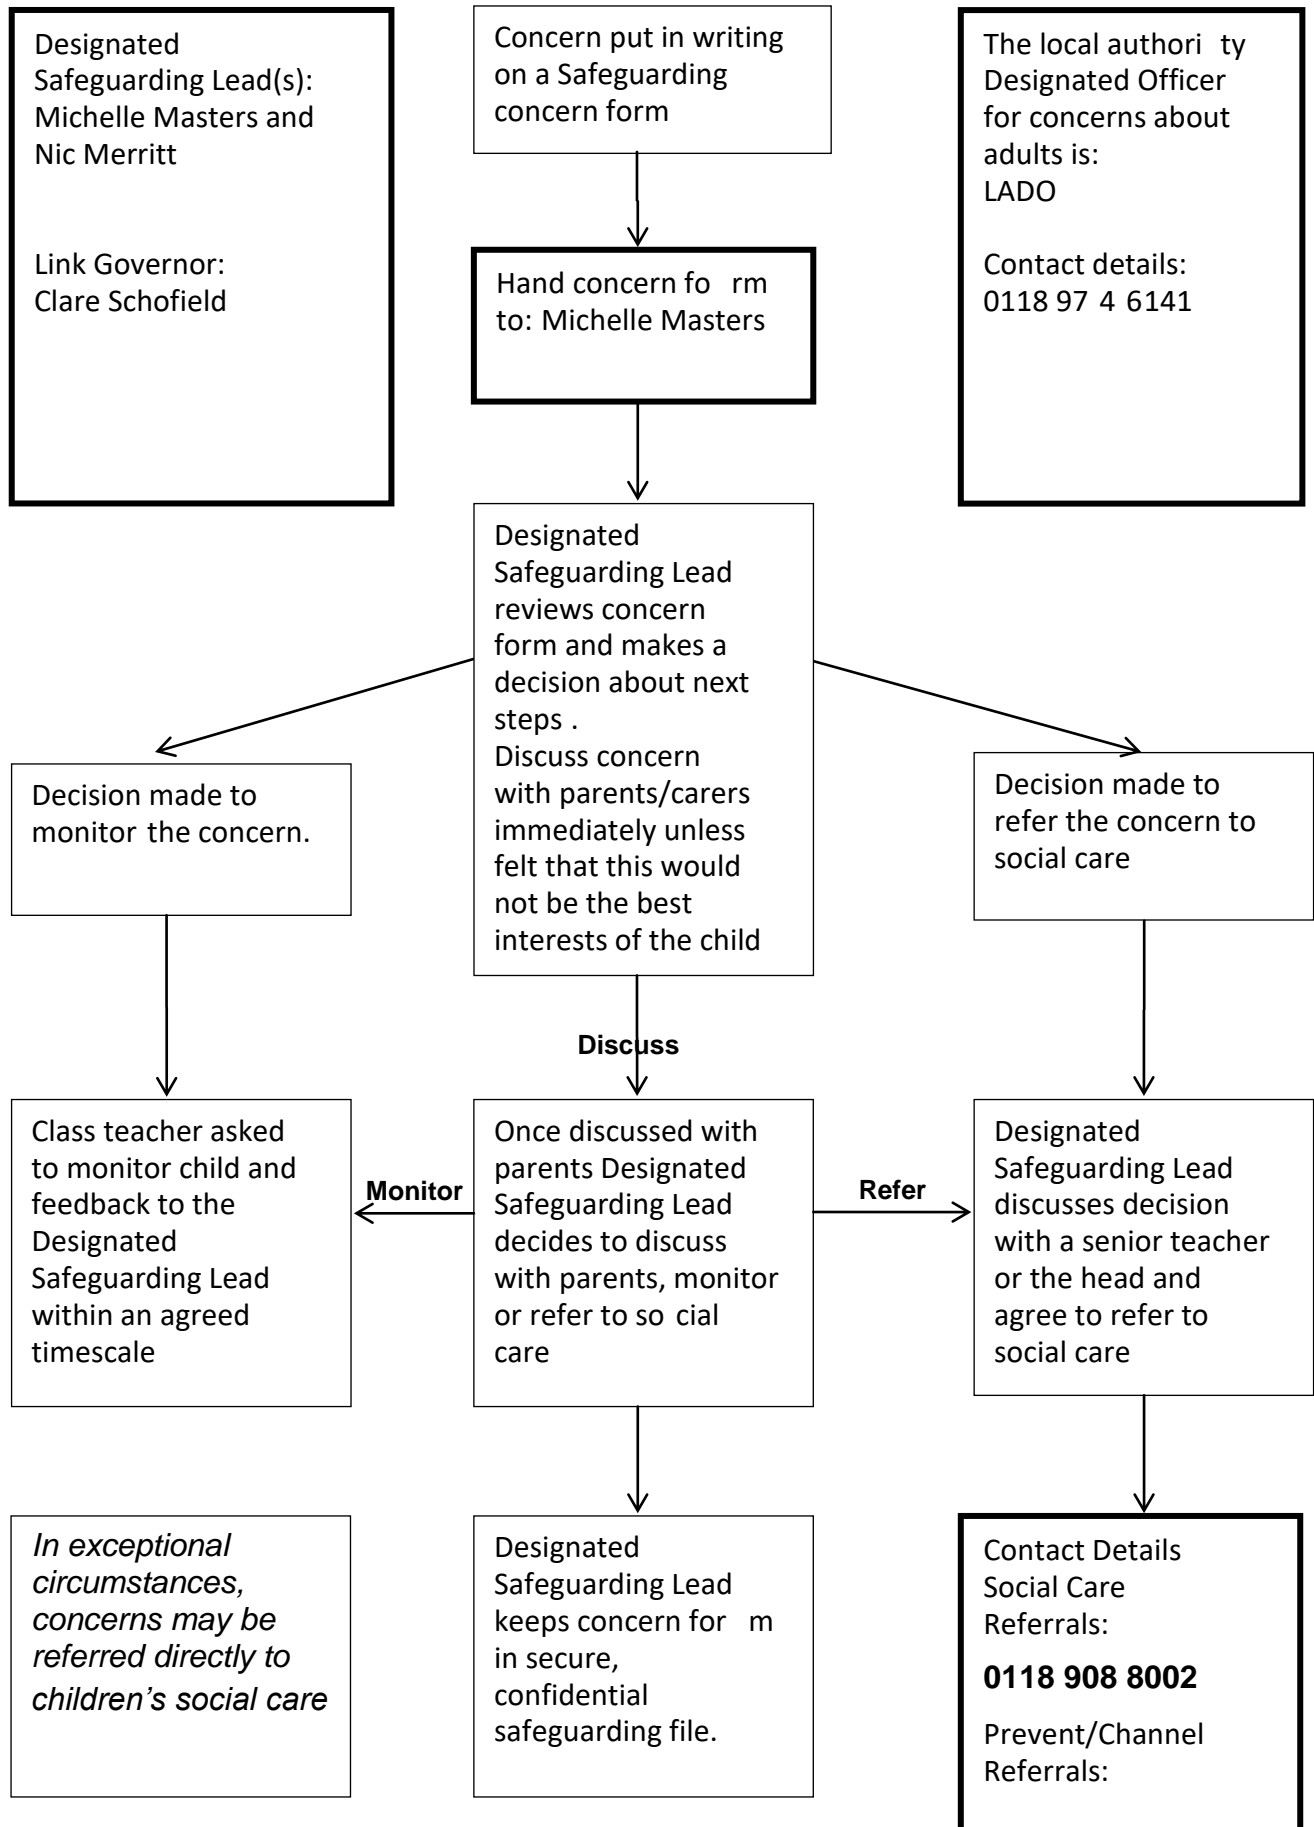 Designated
Safeguarding Lead(s):
Michelle Masters and
Nic Merritt
Link Governor:
Clare Schofield
Concern put in writing
on a Safeguarding
concern form
The local authori ty
Designated Officer
for concerns about
adults is:
LADO
Contact details:
0118 97 4 6141
Hand concern fo rm
to: Michelle Masters
Designated
Safeguarding Lead
reviews concern
form and makes a
decision about next
steps .
Discuss concern
with parents/carers
immediately unless
felt that this would
not be the best
interests of the child
Decision made to
monitor the concern.
Decision made to
refer the concern to
social care
Discuss
Class teacher asked
to monitor child and
feedback to the
Designated
Safeguarding Lead
within an agreed
timescale
Monitor
Once discussed with
parents Designated
Safeguarding Lead
decides to discuss
with parents, monitor
or refer to so cial
care
Refer
Designated
Safeguarding Lead
discusses decision
with a senior teacher
or the head and
agree to refer to
social care
In exceptional
circumstances,
concerns may be
referred directly to
children’s social care
Designated
Safeguarding Lead
keeps concern for m
in secure,
confidential
safeguarding file.
Contact Details
Social Care
Referrals:
0118 908 8002
Prevent/Channel
Referrals: